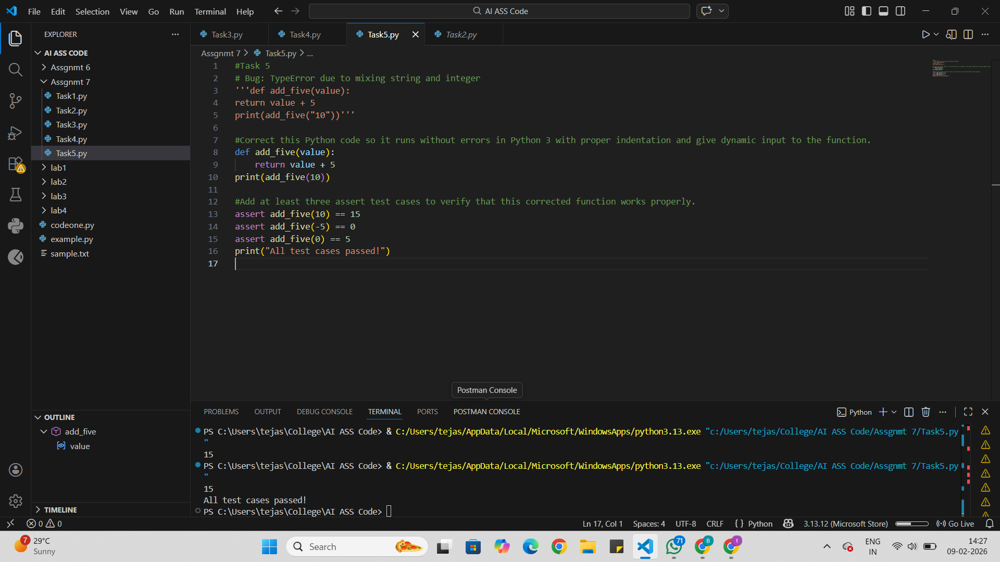 File Edit Selection View Go Run Terminal Help
AI ASS Code
EXPLORER
AI ASS CODE
Assgnmt 6
Assgnmt 7
Task1.py
Task2.py
Task3.py
Task4.py
Task5.py
lab1
lab2
lab3
lab4
codeone.py
example.py
sample.txt
OUTLINE
add_five
value
TIMELINE
Task3.py Task4.py Task5.py Task2.py
Assgnmt 7 > Task5.py > ...
1 #Task 5
2 # Bug: TypeError due to mixing string and integer
3 '''def add_five(value):
4 return value + 5
5 print(add_five("10"))'''
6
7 #Correct this Python code so it runs without errors in Python 3 with proper indentation and give dynamic input to the function.
8 def add_five(value):
9     return value + 5
10 print(add_five(10))
11
12 #Add at least three assert test cases to verify that this corrected function works properly.
13 assert add_five(10) == 15
14 assert add_five(-5) == 0
15 assert add_five(0) == 5
16 print("All test cases passed!")
17
Postman Console
PROBLEMS OUTPUT DEBUG CONSOLE TERMINAL PORTS POSTMAN CONSOLE
Python
PS C:\Users\tejas\College\AI ASS Code> & C:/Users/tejas/AppData/Local/Microsoft/WindowsApps/python3.13.exe "c:/Users/tejas/College/AI ASS Code/Assgnmt 7/Task5.py
"
15
PS C:\Users\tejas\College\AI ASS Code> & C:/Users/tejas/AppData/Local/Microsoft/WindowsApps/python3.13.exe "c:/Users/tejas/College/AI ASS Code/Assgnmt 7/Task5.py
"
15
All test cases passed!
PS C:\Users\tejas\College\AI ASS Code>
0 0
Ln 17, Col 1 Spaces: 4 UTF-8 CRLF {} Python 3.13.12 (Microsoft Store) Go Live
7
29°C
Sunny
Search
71
B
t
ENG
IN
14:27
09-02-2026